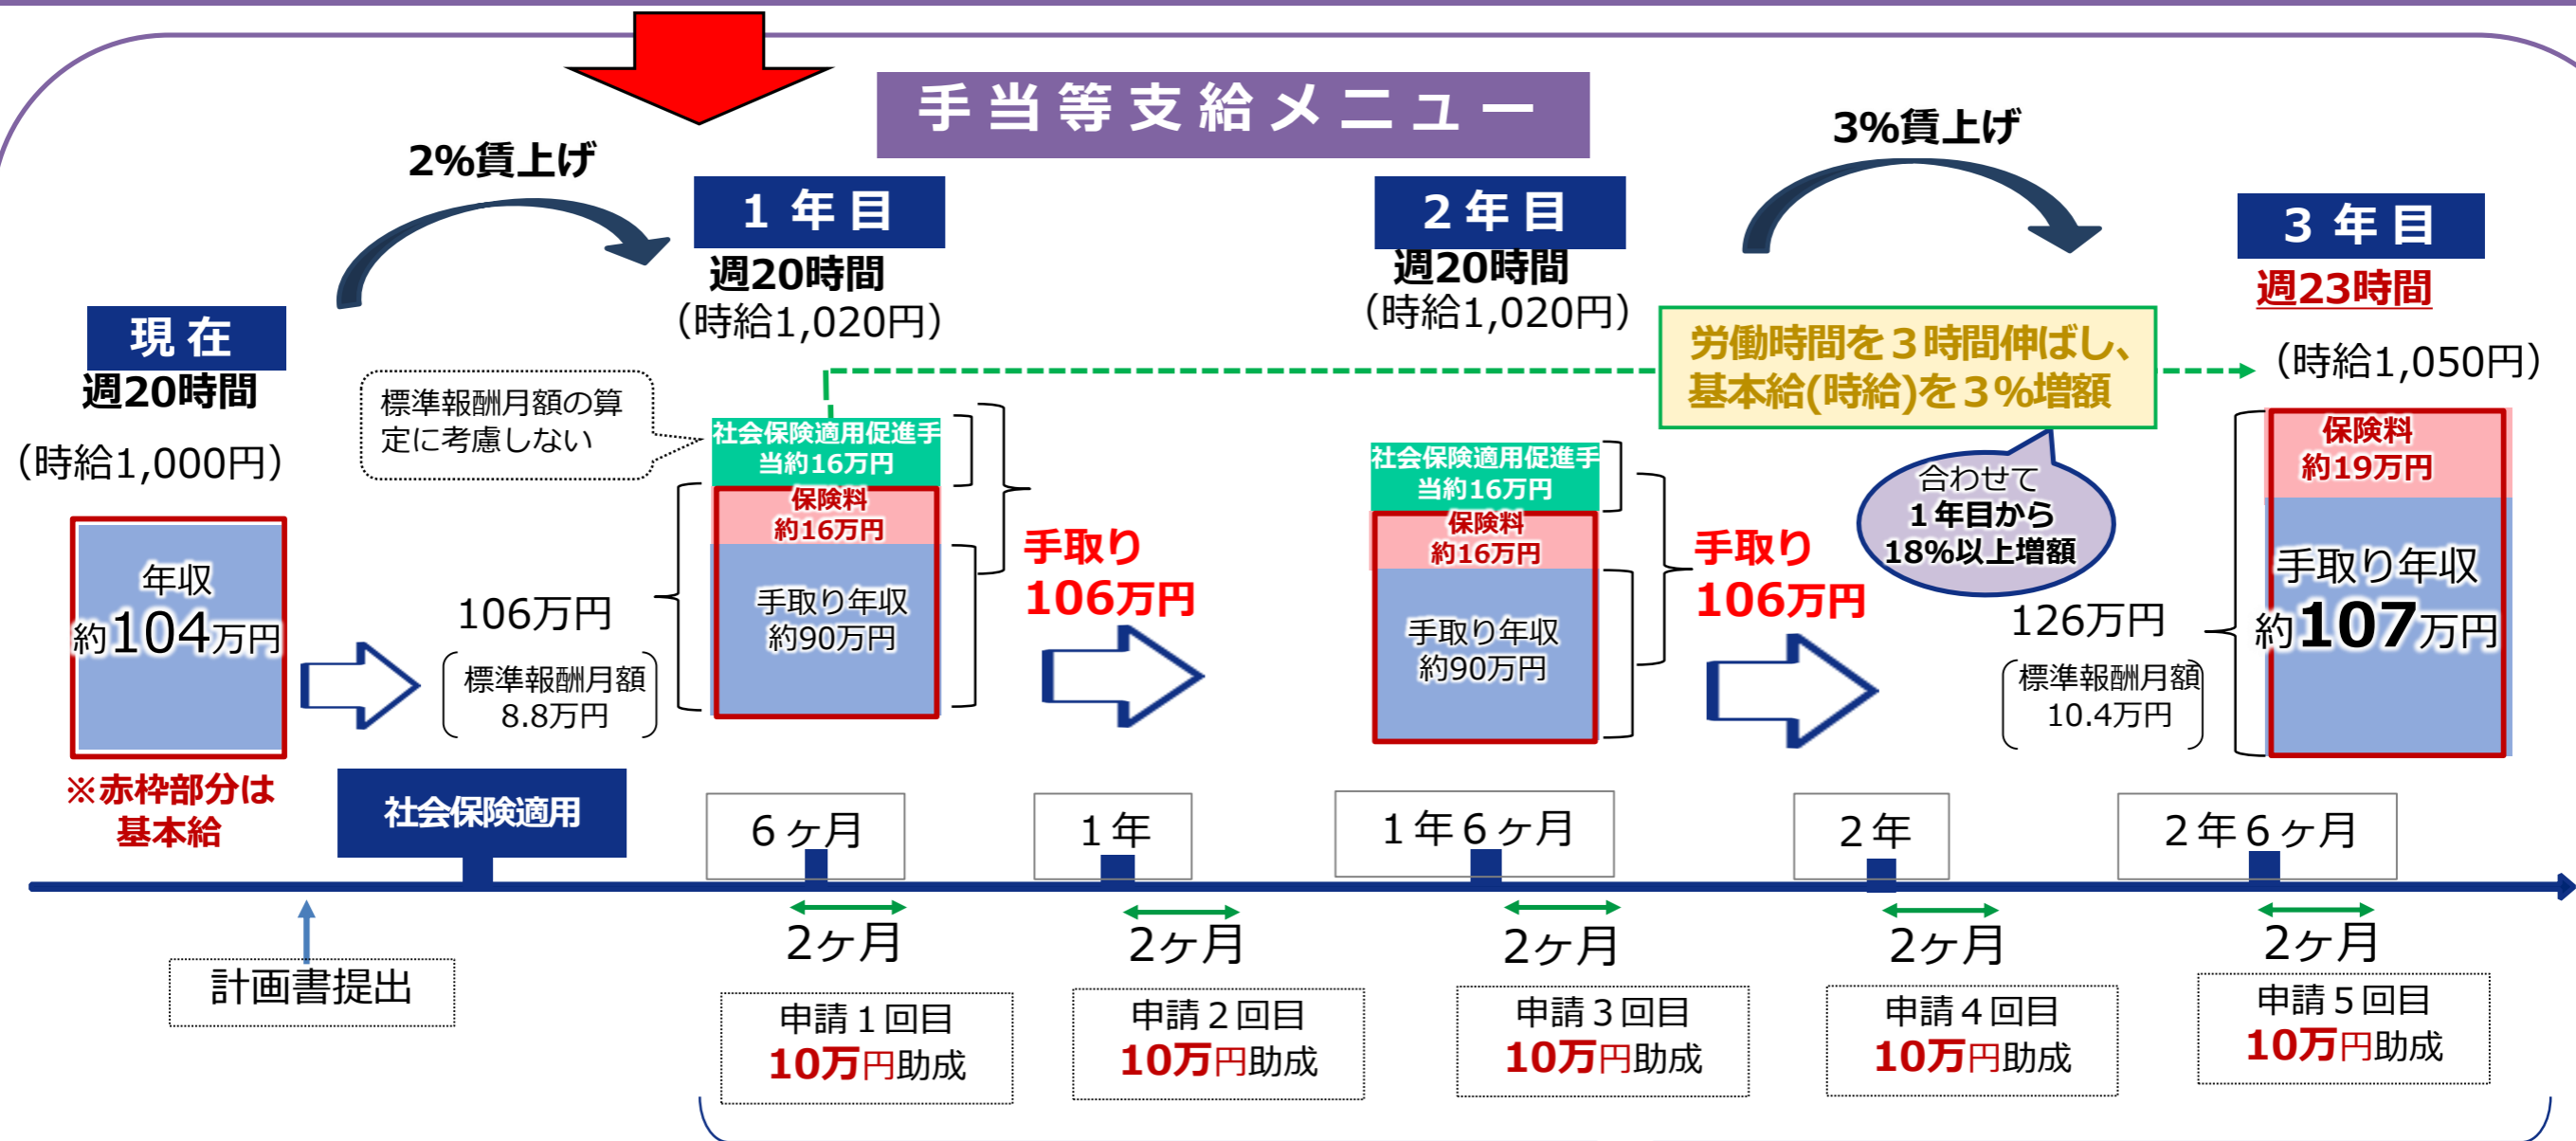 手当等支給メニュー
2%賃上げ
3%賃上げ
現在
週20時間
（時給1,000円）
年収
約104万円
※赤枠部分は
基本給
１年目
週20時間
（時給1,020円）
標準報酬月額の算
定に考慮しない
社会保険適用促進手
当約16万円
保険料
約16万円
手取り年収
約90万円
106万円
標準報酬月額
8.8万円
手取り
106万円
２年目
週20時間
（時給1,020円）
社会保険適用促進手
当約16万円
保険料
約16万円
手取り年収
約90万円
手取り
106万円
労働時間を３時間伸ばし、
基本給(時給)を３%増額
合わせて
１年目から
18%以上増額
３年目
週23時間
（時給1,050円）
保険料
約19万円
手取り年収
約107万円
126万円
標準報酬月額
10.4万円
社会保険適用
６ヶ月
１年
１年６ヶ月
２年
２年６ヶ月
計画書提出
2ヶ月
2ヶ月
2ヶ月
2ヶ月
2ヶ月
申請１回目
10万円助成
申請２回目
10万円助成
申請３回目
10万円助成
申請４回目
10万円助成
申請５回目
10万円助成